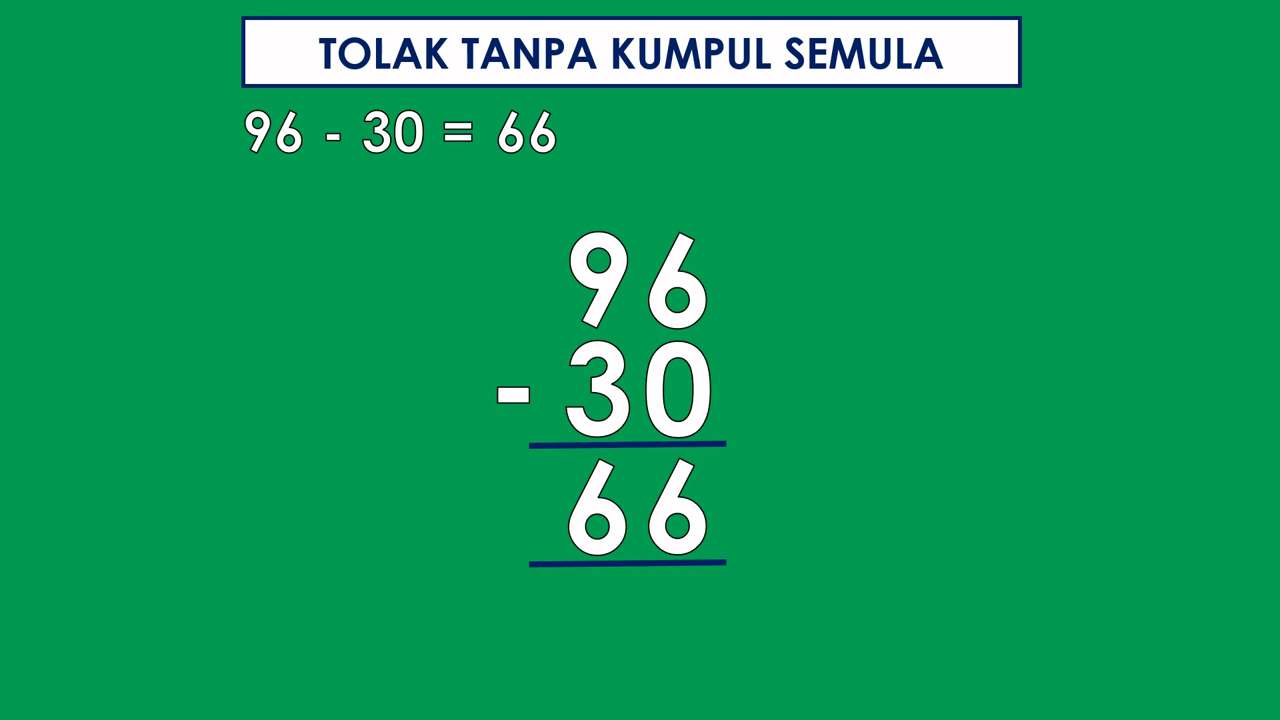 TOLAK TANPA KUMPUL SEMULA
96 - 30 = 66
96
- 30
66